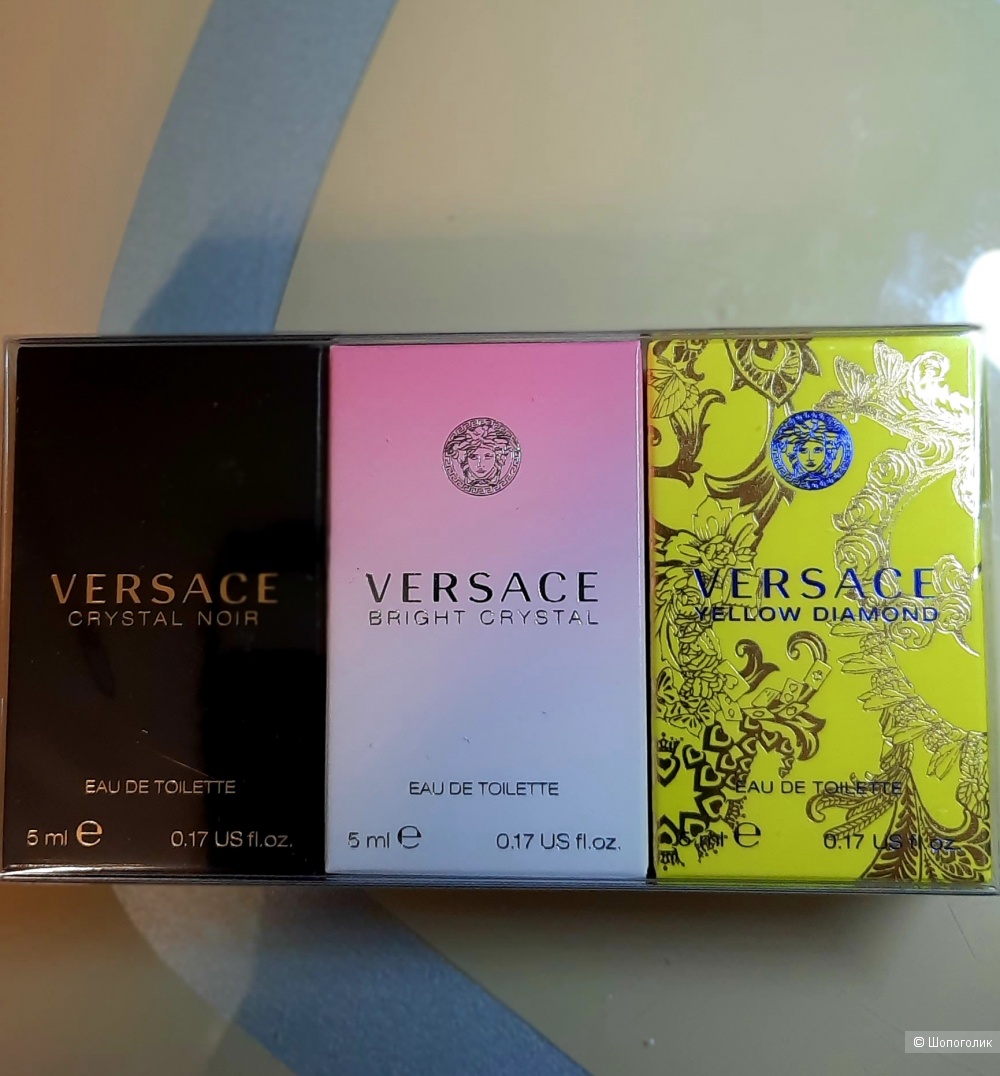 VERSACE
CRYSTAL NOIR
EAU DE TOILETTE
5 ml e 0.17 US fl.oz.
VERSACE
BRIGHT CRYSTAL
EAU DE TOILETTE
5 ml e 0.17 US fl.oz.
VERSACE
YELLOW DIAMOND
EAU DE TOILETTE
5 ml e 0.17 US fl oz.
© Шопоголик